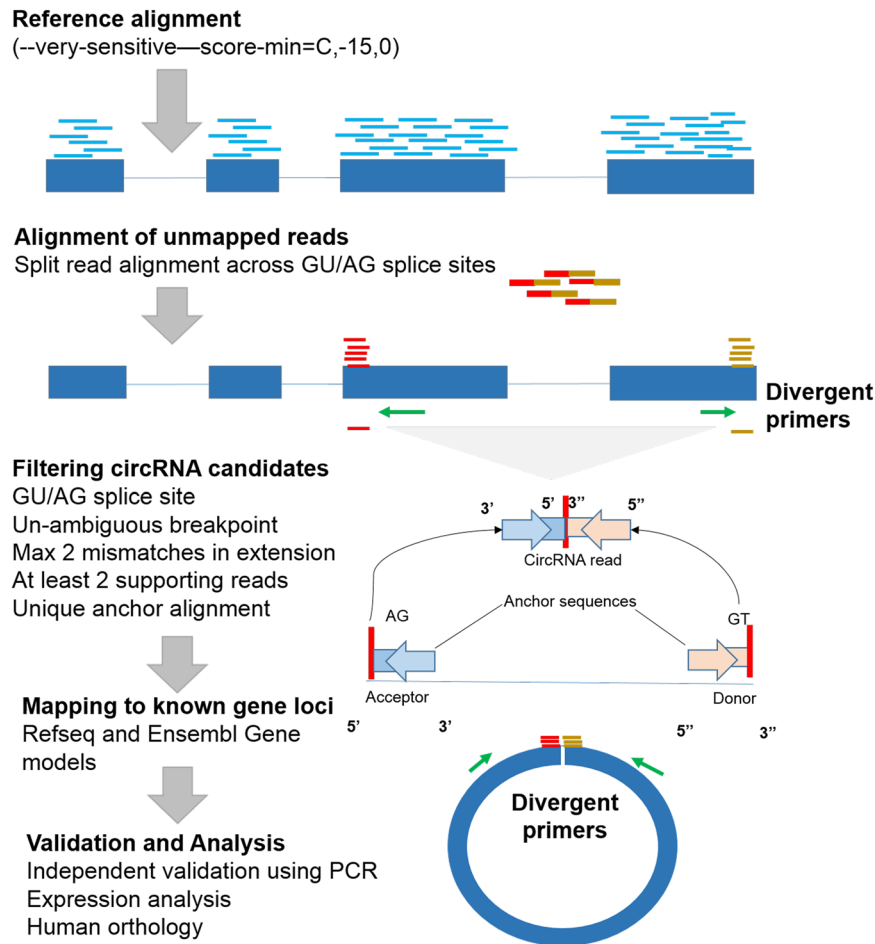 Reference alignment
(--very-sensitive—score-min=C,-15,0)
Alignment of unmapped reads
Split read alignment across GU/AG splice sites
Divergent
primers
Filtering circRNA candidates
GU/AG splice site
Un-ambiguous breakpoint
Max 2 mismatches in extension
At least 2 supporting reads
Unique anchor alignment
3’ 5’ 3” 5”
CircRNA read
Anchor sequences
AG GT
Acceptor Donor
5’ 3’ 5” 3”
Mapping to known gene loci
Refseq and Ensembl Gene
models
Divergent
primers
Validation and Analysis
Independent validation using PCR
Expression analysis
Human orthology